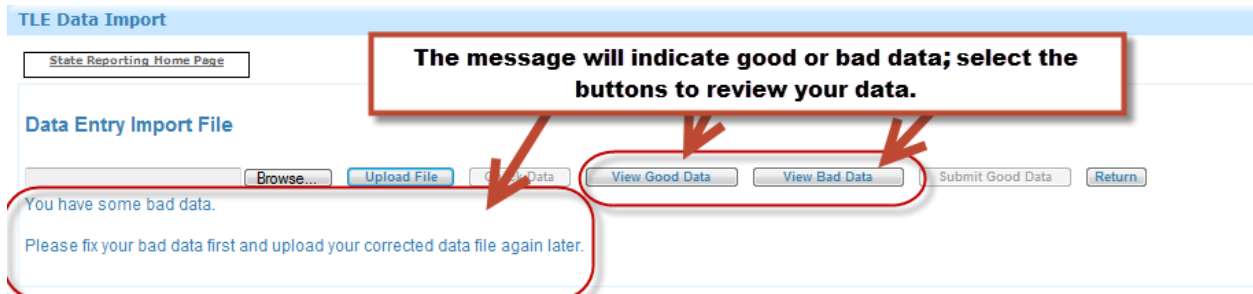 TLE Data Import
State Reporting Home Page
The message will indicate good or bad data; select the
buttons to review your data.
Data Entry Import File
Browse... Upload File Data View Good Data View Bad Data Submit Good Data Return
You have some bad data.
Please fix your bad data first and upload your corrected data file again later.